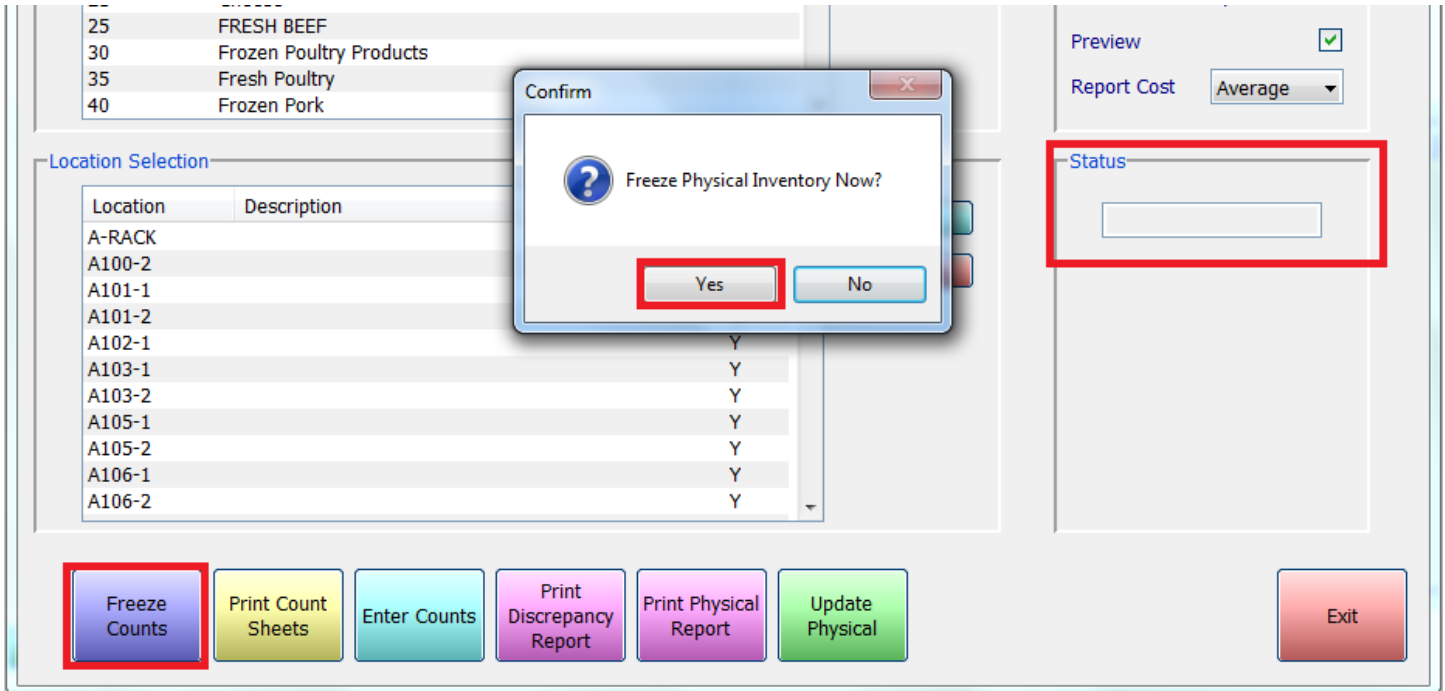 25 FRESH BEEF
30 Frozen Poultry Products
35 Fresh Poultry
40 Frozen Pork
Preview
Report Cost Average
Confirm
Freeze Physical Inventory Now?
Yes No
Location Selection
Location Description
A-RACK
A100-2
A101-1
A101-2
A102-1 Y
A103-1 Y
A103-2 Y
A105-1 Y
A105-2 Y
A106-1 Y
A106-2 Y
Status
Freeze
Counts
Print Count
Sheets
Enter Counts
Print
Discrepancy
Report
Print Physical
Report
Update
Physical
Exit